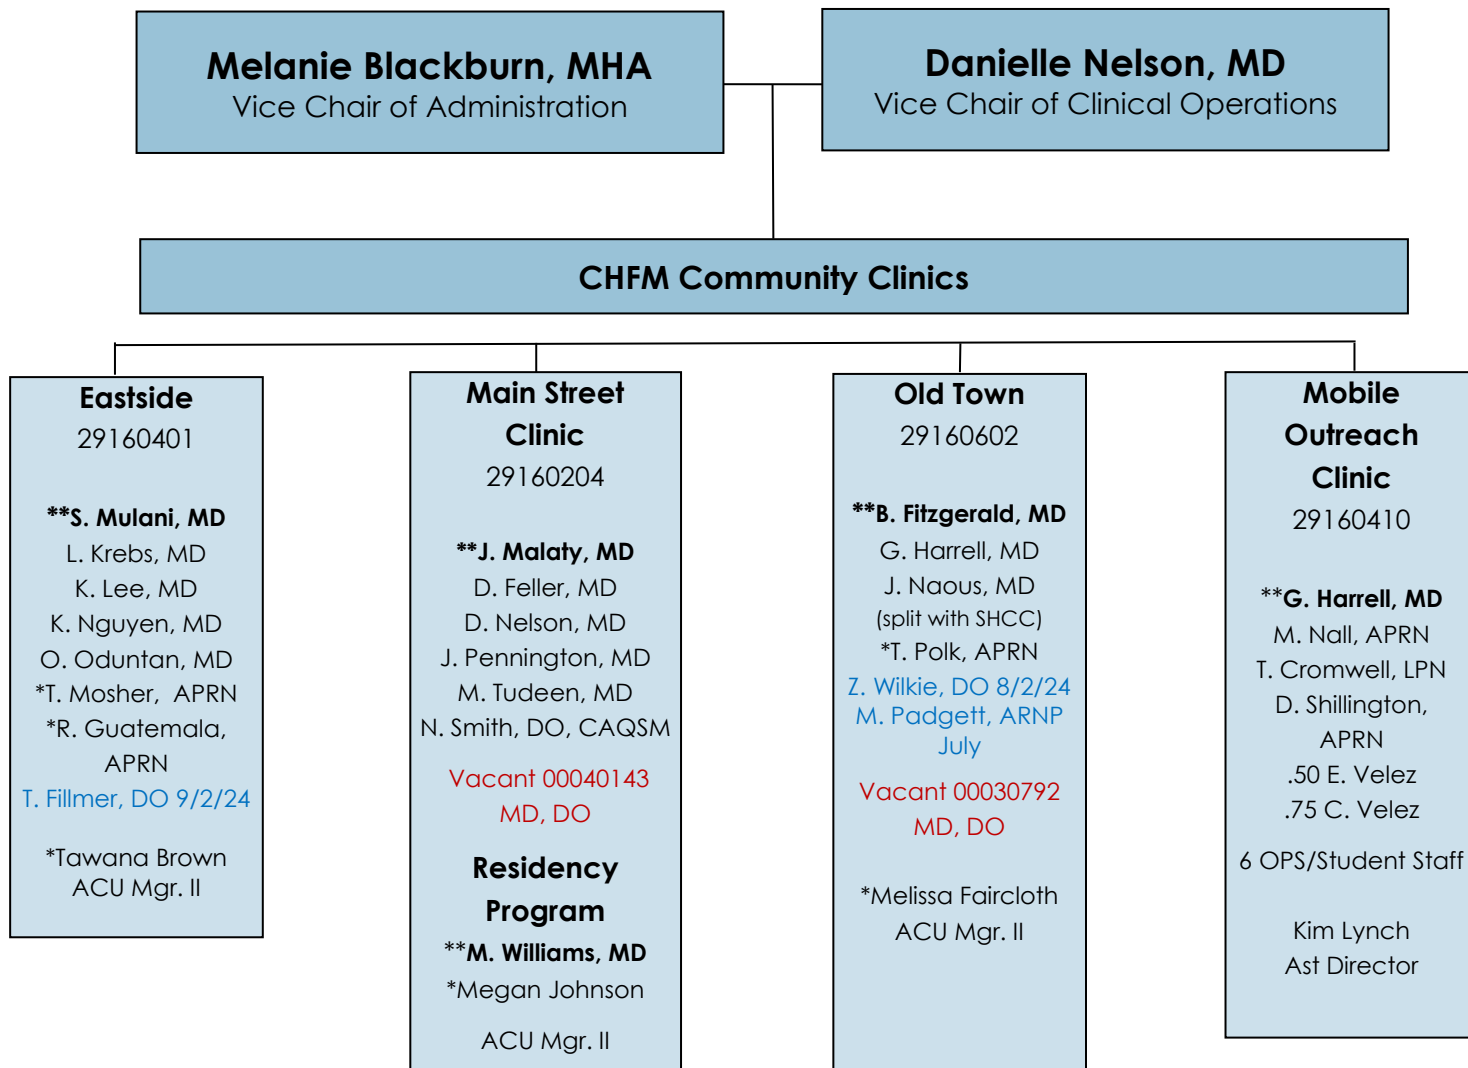 Melanie Blackburn, MHA
Vice Chair of Administration
Danielle Nelson, MD
Vice Chair of Clinical Operations
CHFM Community Clinics
Eastside
29160401
**S. Mulani, MD
L. Krebs, MD
K. Lee, MD
K. Nguyen, MD
O. Oduntan, MD
*T. Mosher, APRN
*R. Guatemala,
APRN
T. Fillmer, DO 9/2/24
*Tawana Brown
ACU Mgr. II
Main Street
Clinic
29160204
**J. Malaty, MD
D. Feller, MD
D. Nelson, MD
J. Pennington, MD
M. Tudeen, MD
N. Smith, DO, CAQSM
Vacant 00040143
MD, DO
Residency
Program
**M. Williams, MD
*Megan Johnson
ACU Mgr. II
Old Town
29160602
**B. Fitzgerald, MD
G. Harrell, MD
J. Naous, MD
(split with SHCC)
*T. Polk, APRN
Z. Wilkie, DO 8/2/24
M. Padgett, ARNP
July
Vacant 00030792
MD, DO
*Melissa Faircloth
ACU Mgr. II
Mobile
Outreach
Clinic
29160410
**G. Harrell, MD
M. Nall, APRN
T. Cromwell, LPN
D. Shillington,
APRN
.50 E. Velez
.75 C. Velez
6 OPS/Student Staff
Kim Lynch
Ast Director